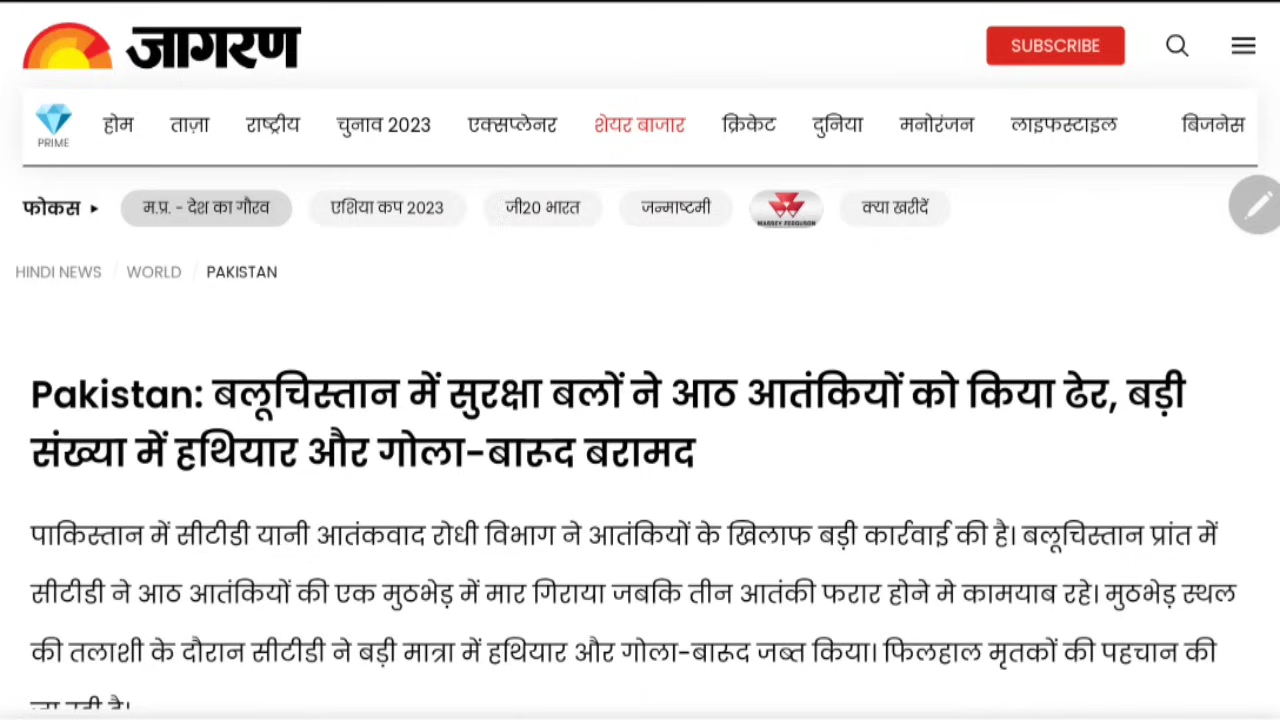 जागरण
SUBSCRIBE
PRIME
होम ताज़ा राष्ट्रीय चुनाव 2023 एक्सप्लेनर शेयर बाजार क्रिकेट दुनिया मनोरंजन लाइफस्टाइल बिजनेस
फोकस म.प्र. - देश का गौरव एशिया कप 2023 जी20 भारत जन्माष्टमी MASSEY FERGUSON क्या खरीदें
HINDI NEWS / WORLD / PAKISTAN
Pakistan: बलूचिस्तान में सुरक्षा बलों ने आठ आतंकियों को किया ढेर, बड़ी
संख्या में हथियार और गोला-बारूद बरामद
पाकिस्तान में सीटीडी यानी आतंकवाद रोधी विभाग ने आतंकियों के खिलाफ बड़ी कार्रवाई की है। बलूचिस्तान प्रांत में
सीटीडी ने आठ आतंकियों की एक मुठभेड़ में मार गिराया जबकि तीन आतंकी फरार होने मे कामयाब रहे। मुठभेड़ स्थल
की तलाशी के दौरान सीटीडी ने बड़ी मात्रा में हथियार और गोला-बारूद जब्त किया। फिलहाल मृतकों की पहचान की